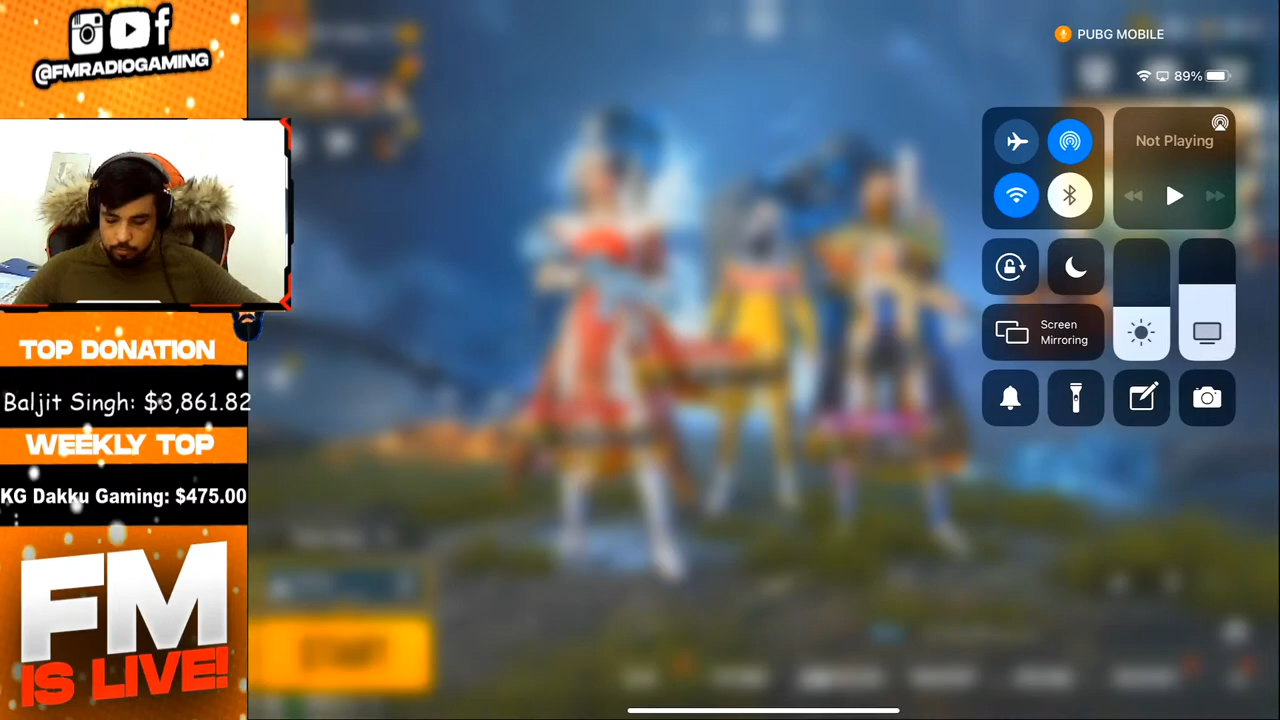 @FMRADIOGAMING
TOP DONATION
Baljit Singh: $3,861.82
WEEKLY TOP
KG Dakku Gaming: $475.00
FM
IS LIVE!
PUBG MOBILE
89%
Not Playing
Screen
Mirroring
START